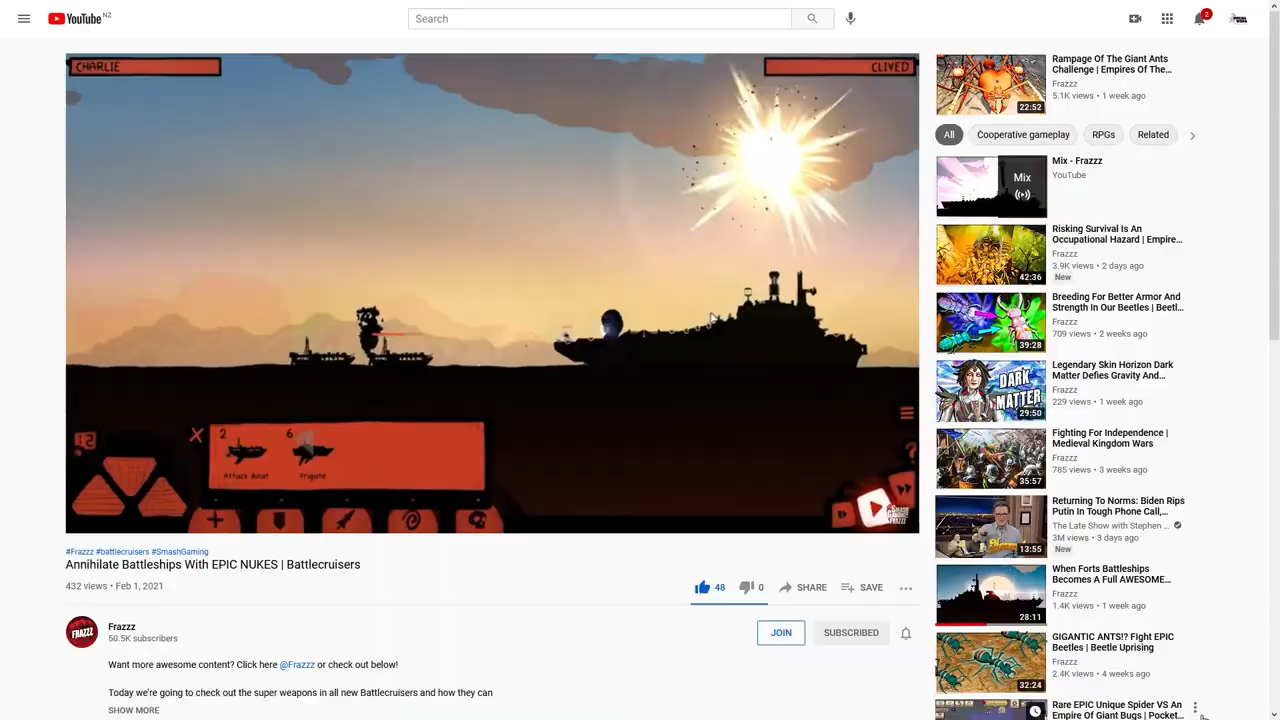 YouTube NZ
Search
2
CHARLIE
CLIVED
12
2
6
Attack Boat
Frigate
#Frazzz #battlecruisers #SmashGaming
Annihilate Battleships With EPIC NUKES | Battlecruisers
432 views • Feb 1, 2021
48
0
SHARE
SAVE
FRAZZZ
Frazzz
50.5K subscribers
JOIN
SUBSCRIBED
Want more awesome content? Click here @Frazzz or check out below!
Today we're going to check out the super weapons in all new Battlecruisers and how they can
SHOW MORE
22:52
Rampage Of The Giant Ants
Challenge | Empires Of The...
Frazzz
5.1K views • 1 week ago
All
Cooperative gameplay
RPGs
Related
Mix
Mix - Frazzz
YouTube
42:36
Risking Survival Is An
Occupational Hazard | Empire...
Frazzz
3.9K views • 2 days ago
New
39:28
Breeding For Better Armor And
Strength In Our Beetles | Beetl...
Frazzz
709 views • 2 weeks ago
DARK
MATTER
29:50
Legendary Skin Horizon Dark
Matter Defies Gravity And...
Frazzz
229 views • 1 week ago
35:57
Fighting For Independence |
Medieval Kingdom Wars
Frazzz
785 views • 3 weeks ago
13:55
Returning To Norms: Biden Rips
Putin In Tough Phone Call,...
The Late Show with Stephen ...
3M views • 3 days ago
New
28:11
When Forts Battleships
Becomes A Full AWESOME...
Frazzz
1.4K views • 1 week ago
32:24
GIGANTIC ANTS!? FIght EPIC
Beetles | Beetle Uprising
Frazzz
2.4K views • 4 weeks ago
Rare EPIC Unique Spider VS An
Empire Of Giant Bugs | Pocket...